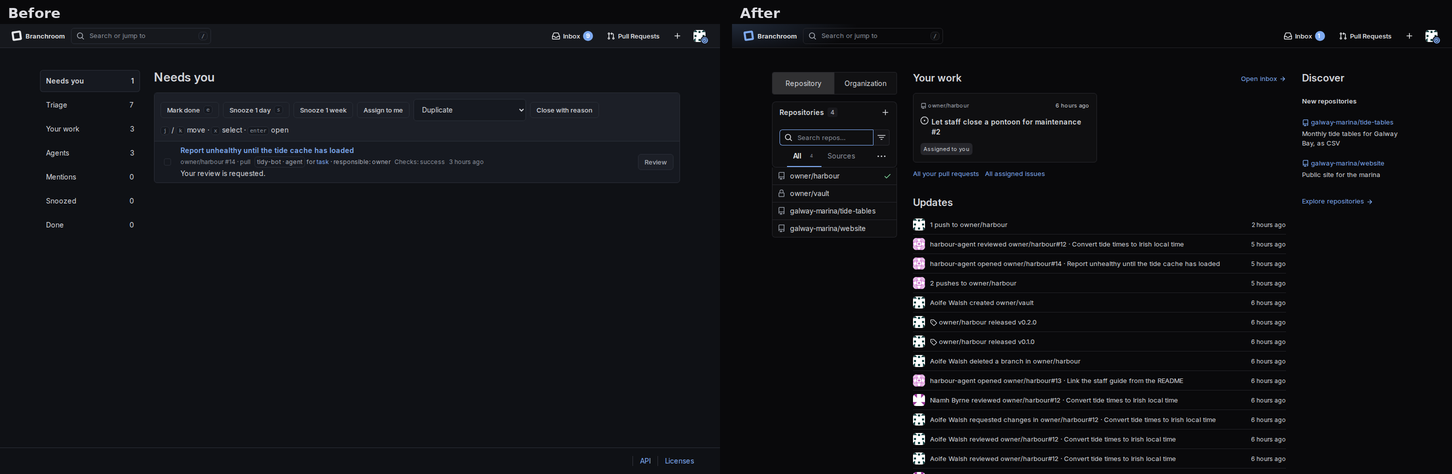 Before
Branchroom
Search or jump to /
Inbox
Pull Requests
Needs you 1
Triage 7
Your work 3
Agents 3
Mentions 0
Snoozed 0
Done 0
Needs you
Mark done
Snooze 1 day
Snooze 1 week
Assign to me
Duplicate
Close with reason
j / k move · x select · enter open
Report unhealthy until the tide cache has loaded
owner/harbour #14 · pull tidy-bot · agent for task · responsible: owner Checks: success 3 hours ago
Your review is requested.
Review
API
Licenses
After
Branchroom
Search or jump to /
Inbox 1
Pull Requests
Repository
Organization
Repositories 4
Search repos...
All 4
Sources
owner/harbour
owner/vault
galway-marina/tide-tables
galway-marina/website
Your work
Open inbox →
owner/harbour 6 hours ago
Let staff close a pontoon for maintenance
#2
Assigned to you
All your pull requests All assigned issues
Updates
1 push to owner/harbour 2 hours ago
harbour-agent reviewed owner/harbour#12 · Convert tide times to Irish local time 5 hours ago
harbour-agent opened owner/harbour#14 · Report unhealthy until the tide cache has loaded 5 hours ago
2 pushes to owner/harbour 5 hours ago
Aoife Walsh created owner/vault 6 hours ago
owner/harbour released v0.2.0 6 hours ago
owner/harbour released v0.1.0 6 hours ago
Aoife Walsh deleted a branch in owner/harbour 6 hours ago
harbour-agent opened owner/harbour#13 · Link the staff guide from the README 6 hours ago
Niamh Byrne reviewed owner/harbour#12 · Convert tide times to Irish local time 6 hours ago
Aoife Walsh requested changes in owner/harbour#12 · Convert tide times to Irish local time 6 hours ago
Aoife Walsh reviewed owner/harbour#12 · Convert tide times to Irish local time 6 hours ago
Aoife Walsh reviewed owner/harbour#12 · Convert tide times to Irish local time 6 hours ago
Discover
New repositories
galway-marina/tide-tables
Monthly tide tables for Galway
Bay, as CSV
galway-marina/website
Public site for the marina
Explore repositories →